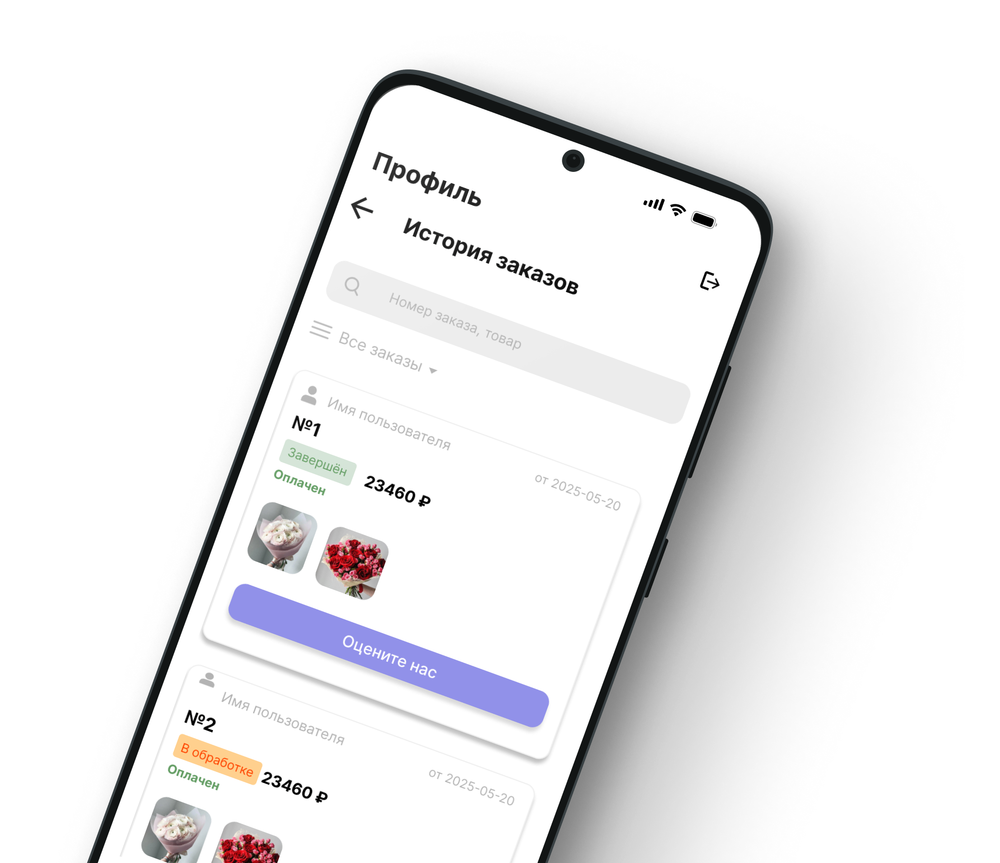 Профиль
История заказов
Номер заказа, товар
Все заказы
Имя пользователя
№1
от 2025-05-20
Завершён
23460 ₽
Оплачен
Оцените нас
Имя пользователя
№2
от 2025-05-20
В обработке
23460 ₽
Оплачен